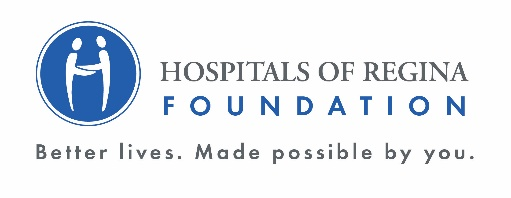 HOSPITALS OF REGINA
FOUNDATION
Better lives. Made possible by you.